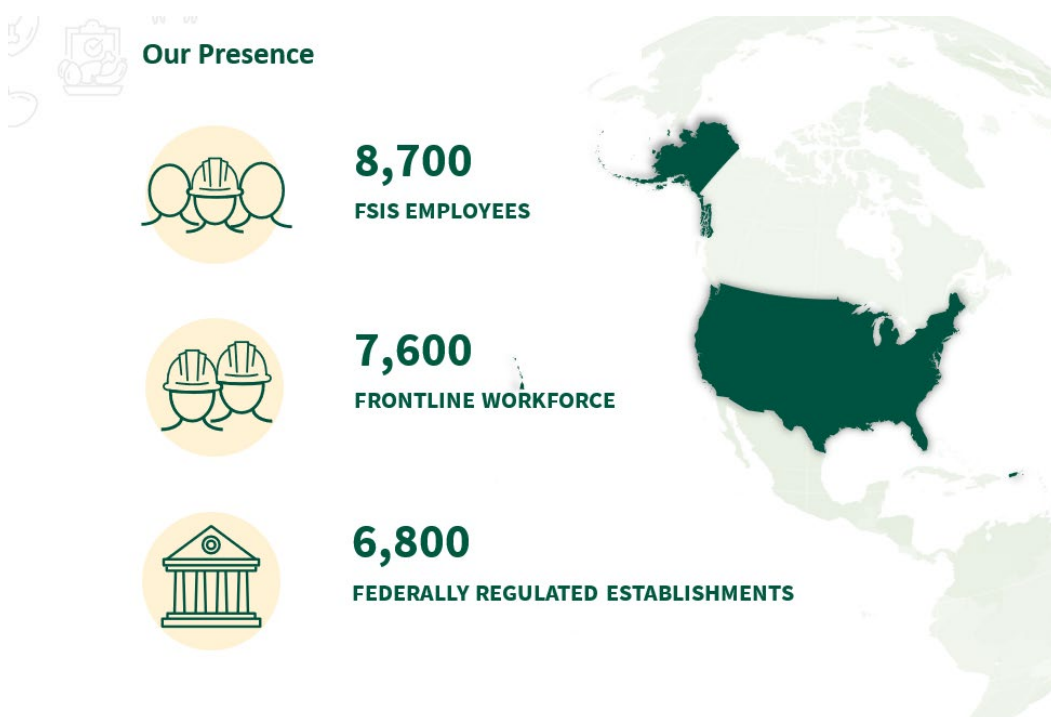 Our Presence
8,700
FSIS EMPLOYEES
7,600
FRONTLINE WORKFORCE
6,800
FEDERALLY REGULATED ESTABLISHMENTS